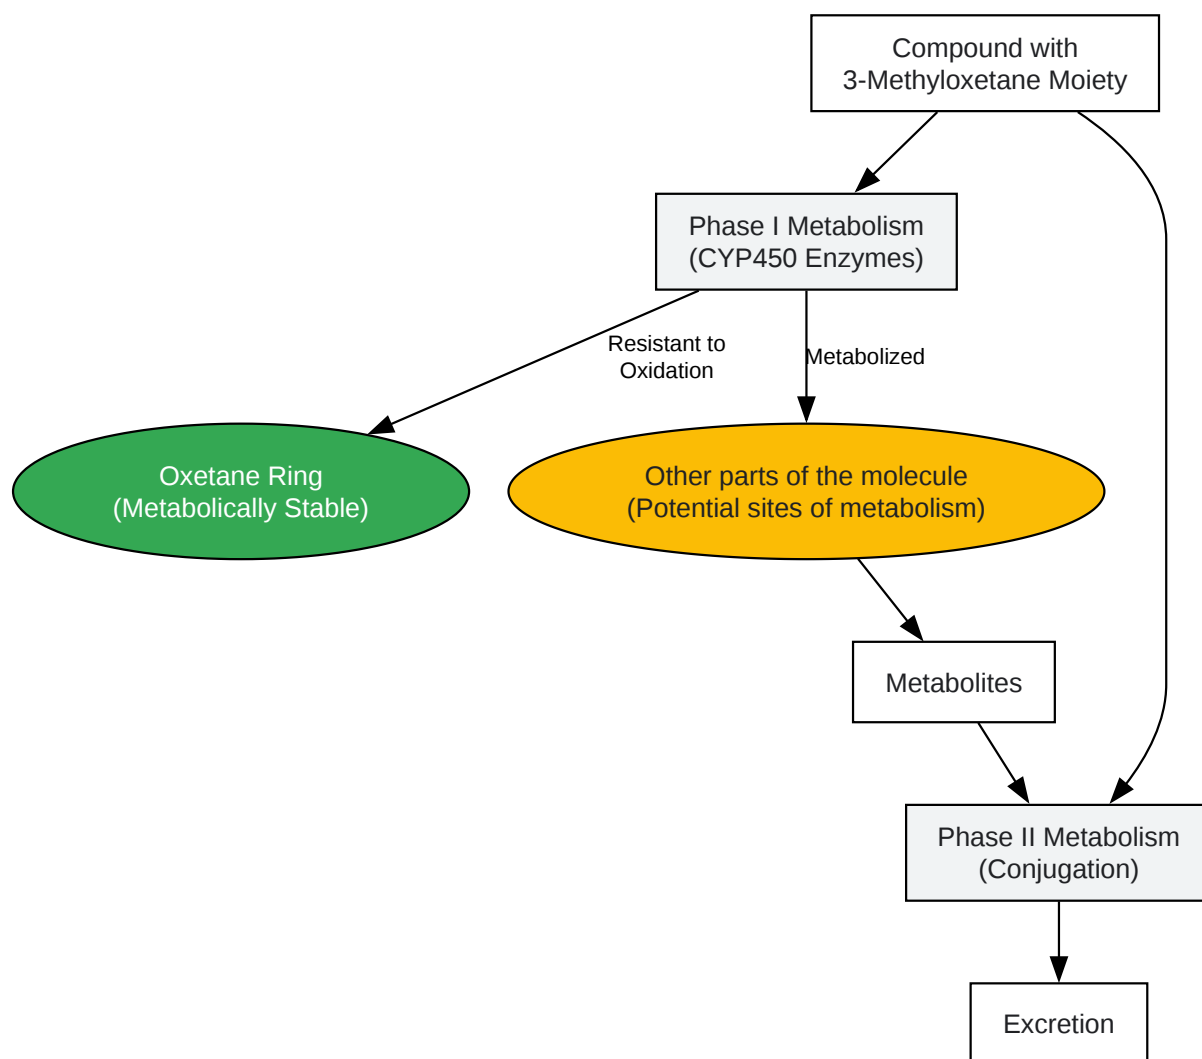 Compound with
3-Methyloxetane Moiety
Phase I Metabolism
(CYP450 Enzymes)
Resistant to
Oxidation
Metabolized
Oxetane Ring
(Metabolically Stable)
Other parts of the molecule
(Potential sites of metabolism)
Metabolites
Phase II Metabolism
(Conjugation)
Excretion